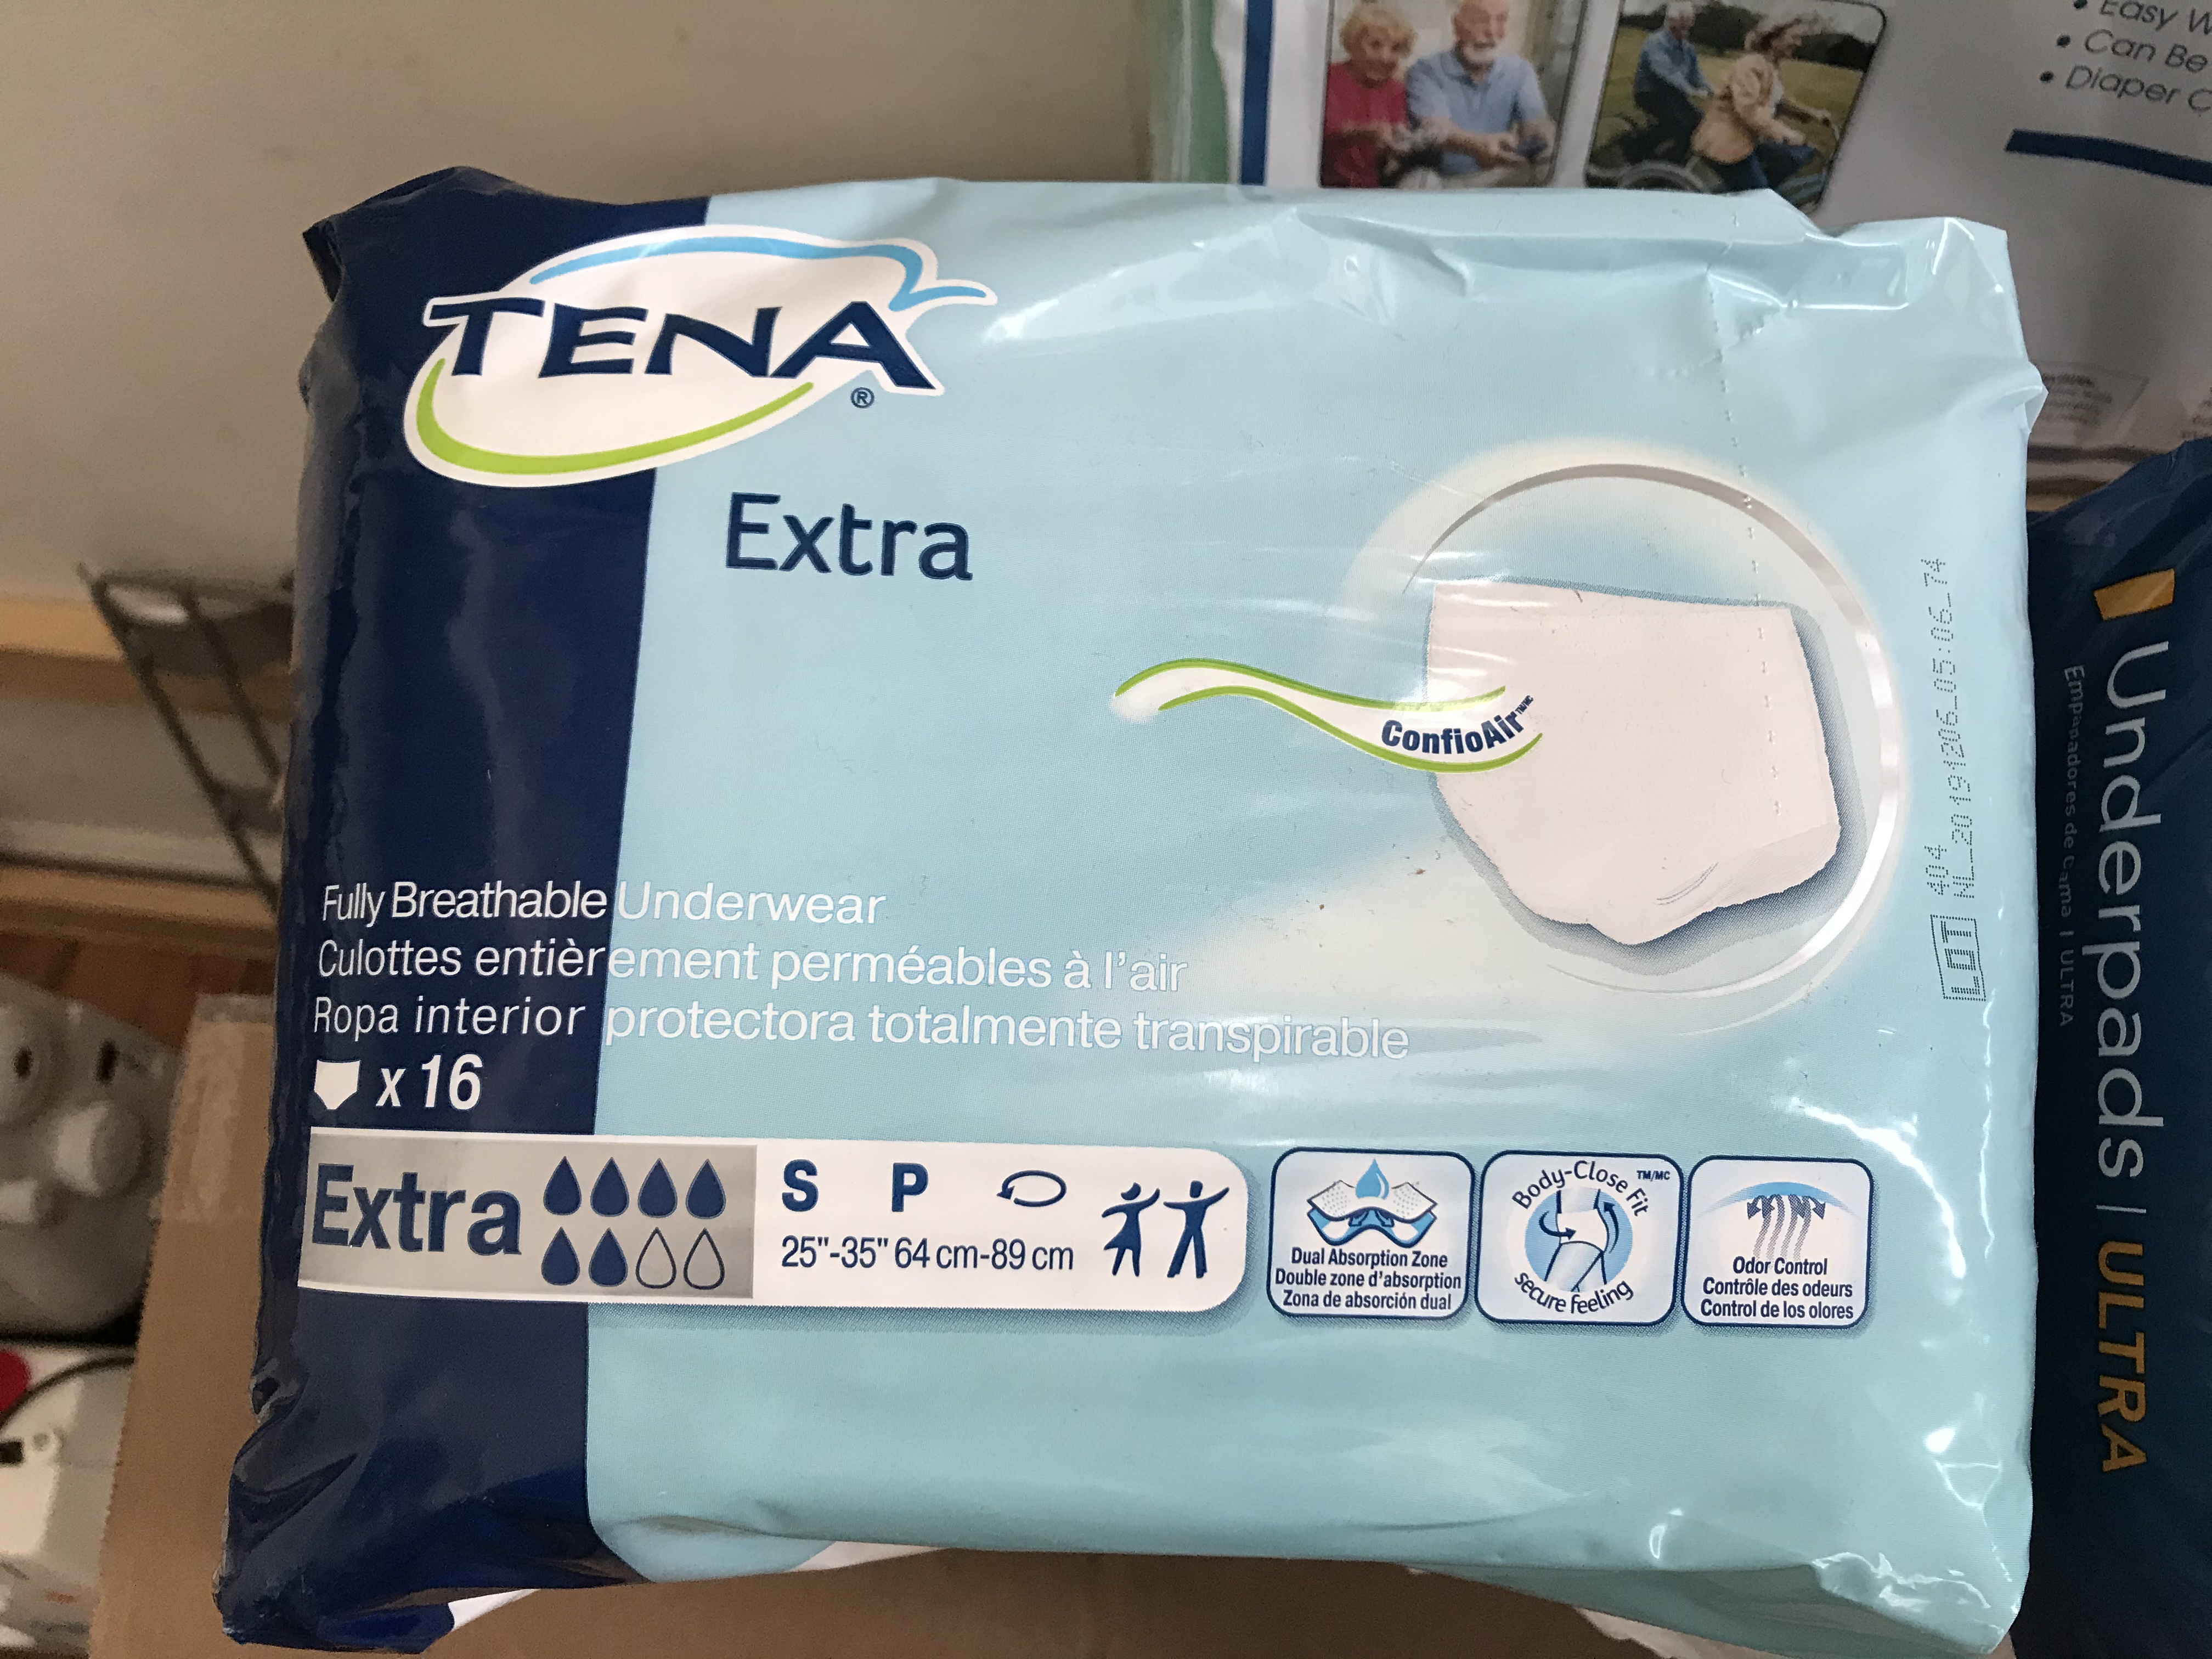 TENA
®
Extra
ConfioAir™/MC
Fully Breathable Underwear
Culottes entièrement perméables à l'air
Ropa interior protectora totalmente transpirable
x 16
Extra
S P
25"-35" 64 cm-89 cm
Dual Absorption Zone
Double zone d'absorption
Zona de absorción dual
Body-Close Fit TM/MC
secure feeling
Odor Control
Contrôle des odeurs
Control de los olores
LOT
404
NL_20191206_05:06_74
• Easy W
• Can Be
• Diaper C
Underpads | ULTRA
Empapadores de Cama | ULTRA